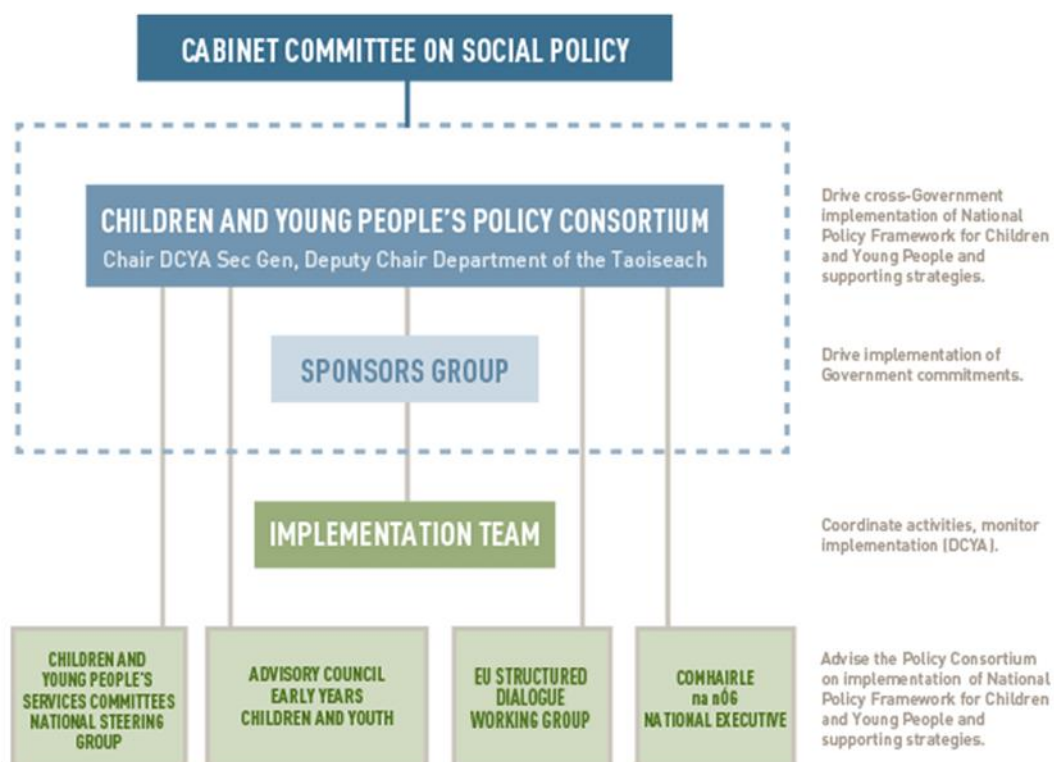 CABINET COMMITTEE ON SOCIAL POLICY
CHILDREN AND YOUNG PEOPLE'S POLICY CONSORTIUM
Chair DCYA Sec Gen, Deputy Chair Department of the Taoiseach
Drive cross-Government
implementation of National
Policy Framework for Children
and Young People and
supporting strategies.
SPONSORS GROUP
Drive implementation of
Government commitments.
IMPLEMENTATION TEAM
Coordinate activities, monitor
implementation (DCYA).
CHILDREN AND
YOUNG PEOPLE'S
SERVICES COMMITTEES
NATIONAL STEERING
GROUP
ADVISORY COUNCIL
EARLY YEARS
CHILDREN AND YOUTH
EU STRUCTURED
DIALOGUE
WORKING GROUP
COMHAIRLE
na nÓG
NATIONAL EXECUTIVE
Advise the Policy Consortium
on implementation of National
Policy Framework for Children
and Young People and
supporting strategies.